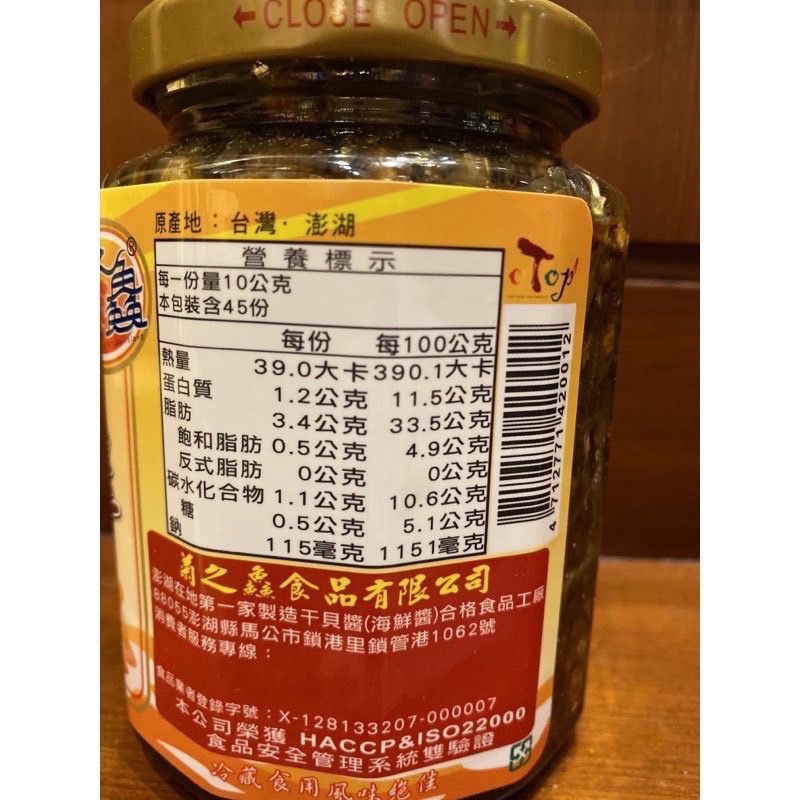 ←CLOSE OPEN→
原產地：台灣·澎湖
營養標示
每一份量10公克
本包裝含45份
每份 每100公克
熱量 39.0大卡 390.1大卡
蛋白質 1.2公克 11.5公克
脂肪 3.4公克 33.5公克
飽和脂肪 0.5公克 4.9公克
反式脂肪 0公克 0公克
碳水化合物 1.1公克 10.6公克
糖 0.5公克 5.1公克
鈉 115毫克 1151毫克
oTop
4 712771 420012
菊之鱻食品有限公司
澎湖在地第一家製造干貝醬(海鮮醬)合格食品工廠
88065澎湖縣馬公市鎖港里鎖管港1062號
消費者服務專線：
食品業者登錄字號：X-128133207-000007
本公司榮獲 HACCP&ISO22000
食品安全管理系統雙驗證
冷藏食用風味絕佳
鱻
®